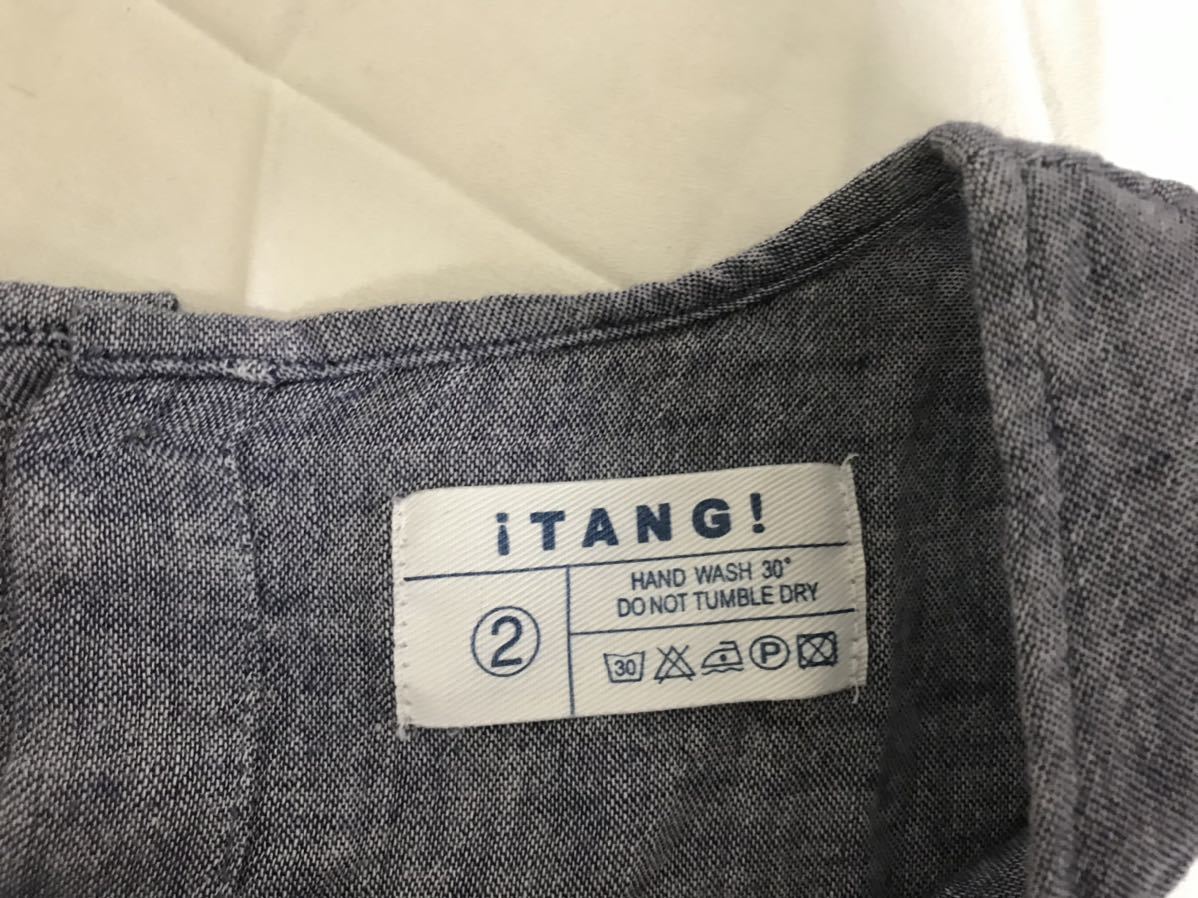 ¡TANG!
2
HAND WASH 30°
DO NOT TUMBLE DRY
30 P